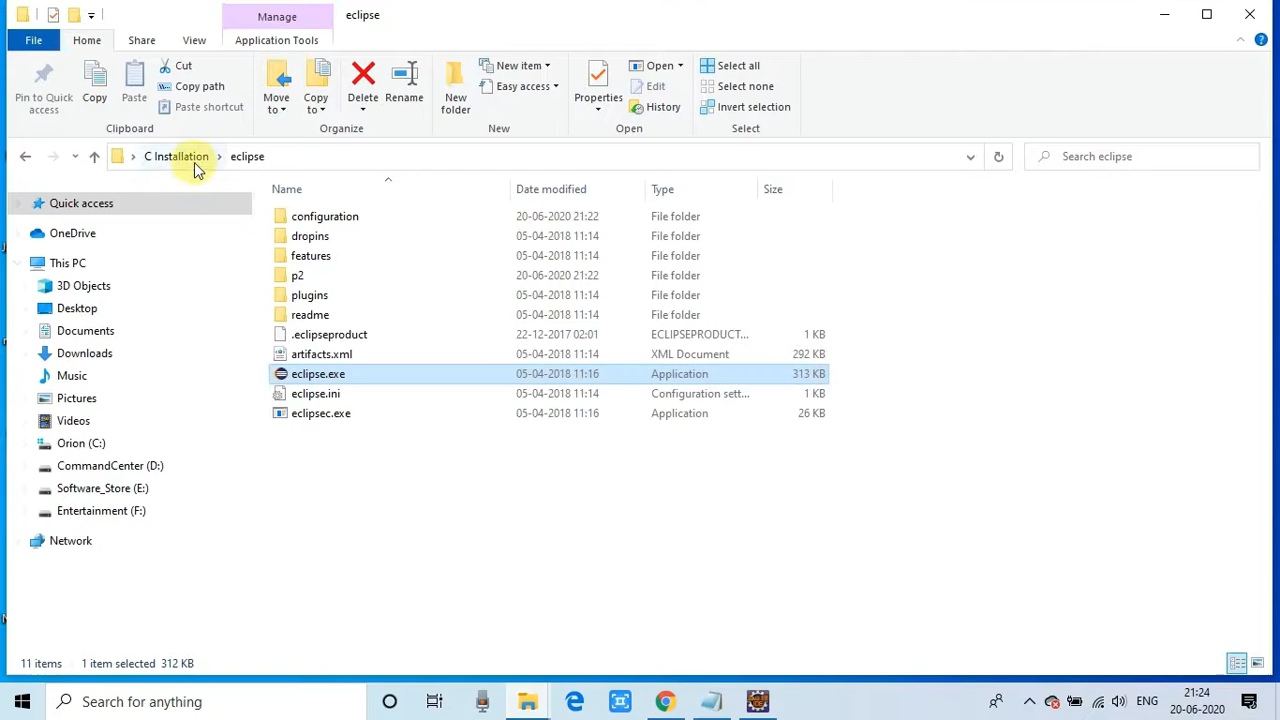 Manage
eclipse
File
Home
Share
View
Application Tools
Pin to Quick access
Copy
Paste
Cut
Copy path
Paste shortcut
Clipboard
Move to
Copy to
Delete
Rename
Organize
New folder
New item
Easy access
New
Properties
Open
Edit
History
Open
Select all
Select none
Invert selection
Select
C Installation
eclipse
Search eclipse
Name
Date modified
Type
Size
Quick access
OneDrive
This PC
3D Objects
Desktop
Documents
Downloads
Music
Pictures
Videos
Orion (C:)
CommandCenter (D:)
Software_Store (E:)
Entertainment (F:)
Network
configuration 20-06-2020 21:22 File folder
dropins 05-04-2018 11:14 File folder
features 05-04-2018 11:14 File folder
p2 20-06-2020 21:22 File folder
plugins 05-04-2018 11:14 File folder
readme 05-04-2018 11:14 File folder
.eclipseproduct 22-12-2017 02:01 ECLIPSEPRODUCT... 1 KB
artifacts.xml 05-04-2018 11:14 XML Document 292 KB
eclipse.exe 05-04-2018 11:16 Application 313 KB
eclipse.ini 05-04-2018 11:14 Configuration sett... 1 KB
eclipsec.exe 05-04-2018 11:16 Application 26 KB
11 items 1 item selected 312 KB
Search for anything
ENG
21:24
20-06-2020